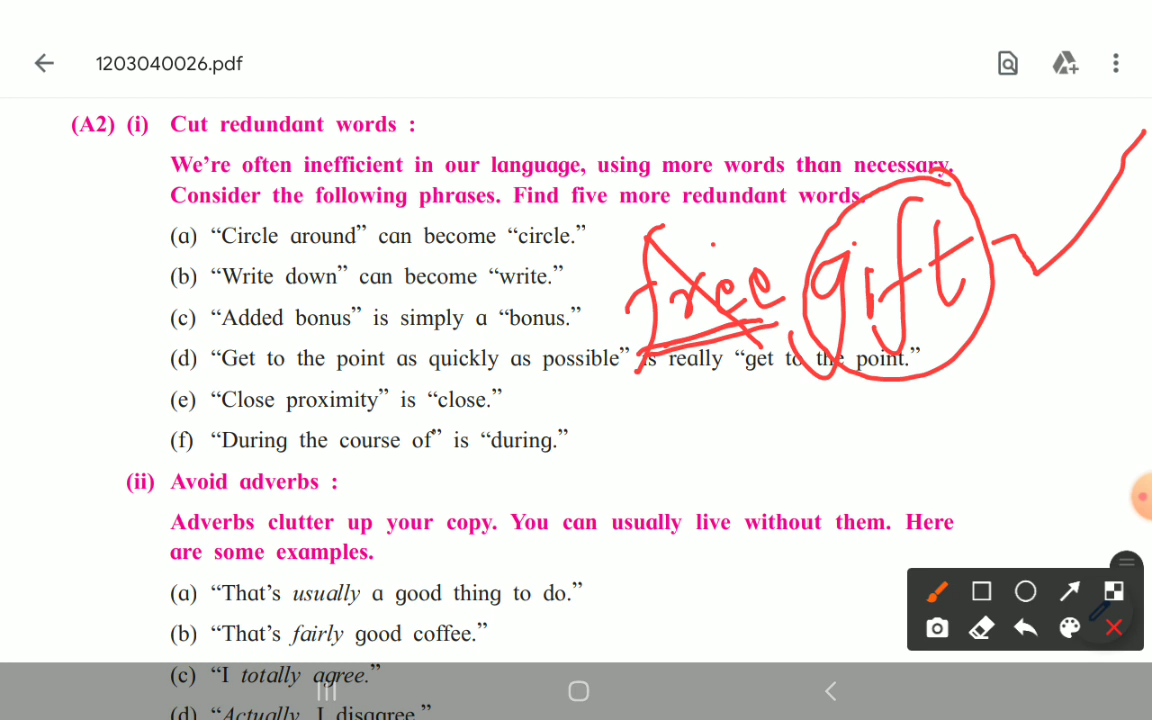 1203040026.pdf
(A2) (i) Cut redundant words :
We're often inefficient in our language, using more words than necessary.
Consider the following phrases. Find five more redundant words.
(a) “Circle around” can become “circle.”
(b) “Write down” can become “write.”
(c) “Added bonus” is simply a “bonus.”
free gift
(d) “Get to the point as quickly as possible” is really “get to the point.”
(e) “Close proximity” is “close.”
(f) “During the course of” is “during.”
(ii) Avoid adverbs :
Adverbs clutter up your copy. You can usually live without them. Here
are some examples.
(a) “That's usually a good thing to do.”
(b) “That's fairly good coffee.”
(c) “I totally agree.”
(d) “Actually, I disagree.”